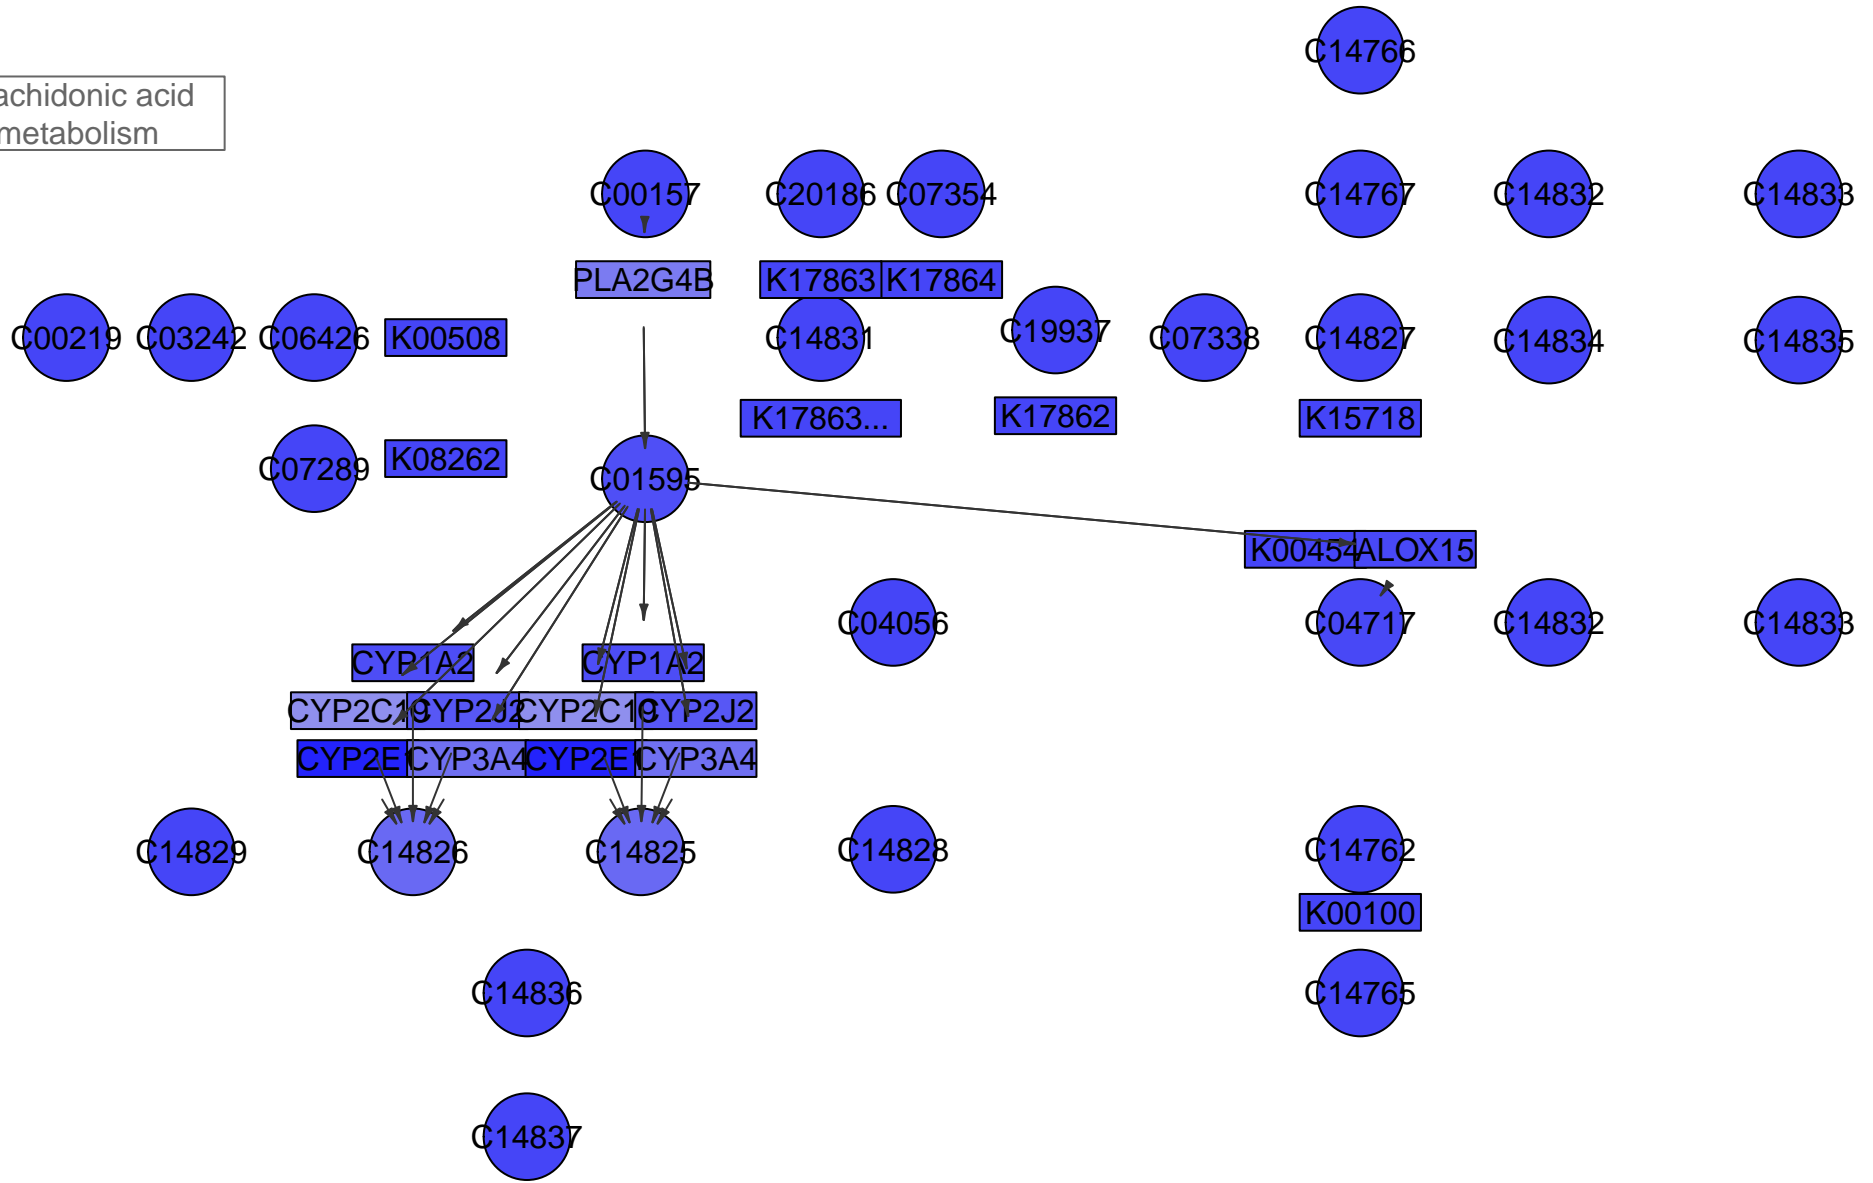 C14766
achidonic acid
metabolism
C00157
C20186
C07354
C14767
C14832
C14833
PLA2G4B
K17863
K17864
C00219
C03242
C06426
K00508
C14831
C19937
C07338
C14827
C14834
C14835
K17863...
K17862
K15718
C07289
K08262
C01595
K00454
ALOX15
C04056
C04717
C14832
C14833
CYP1A2
CYP1A2
CYP2C19
CYP2J2
CYP2C19
CYP2J2
CYP2E1
CYP3A4
CYP2E1
CYP3A4
C14829
C14826
C14825
C14828
C14762
K00100
C14836
C14765
C14837